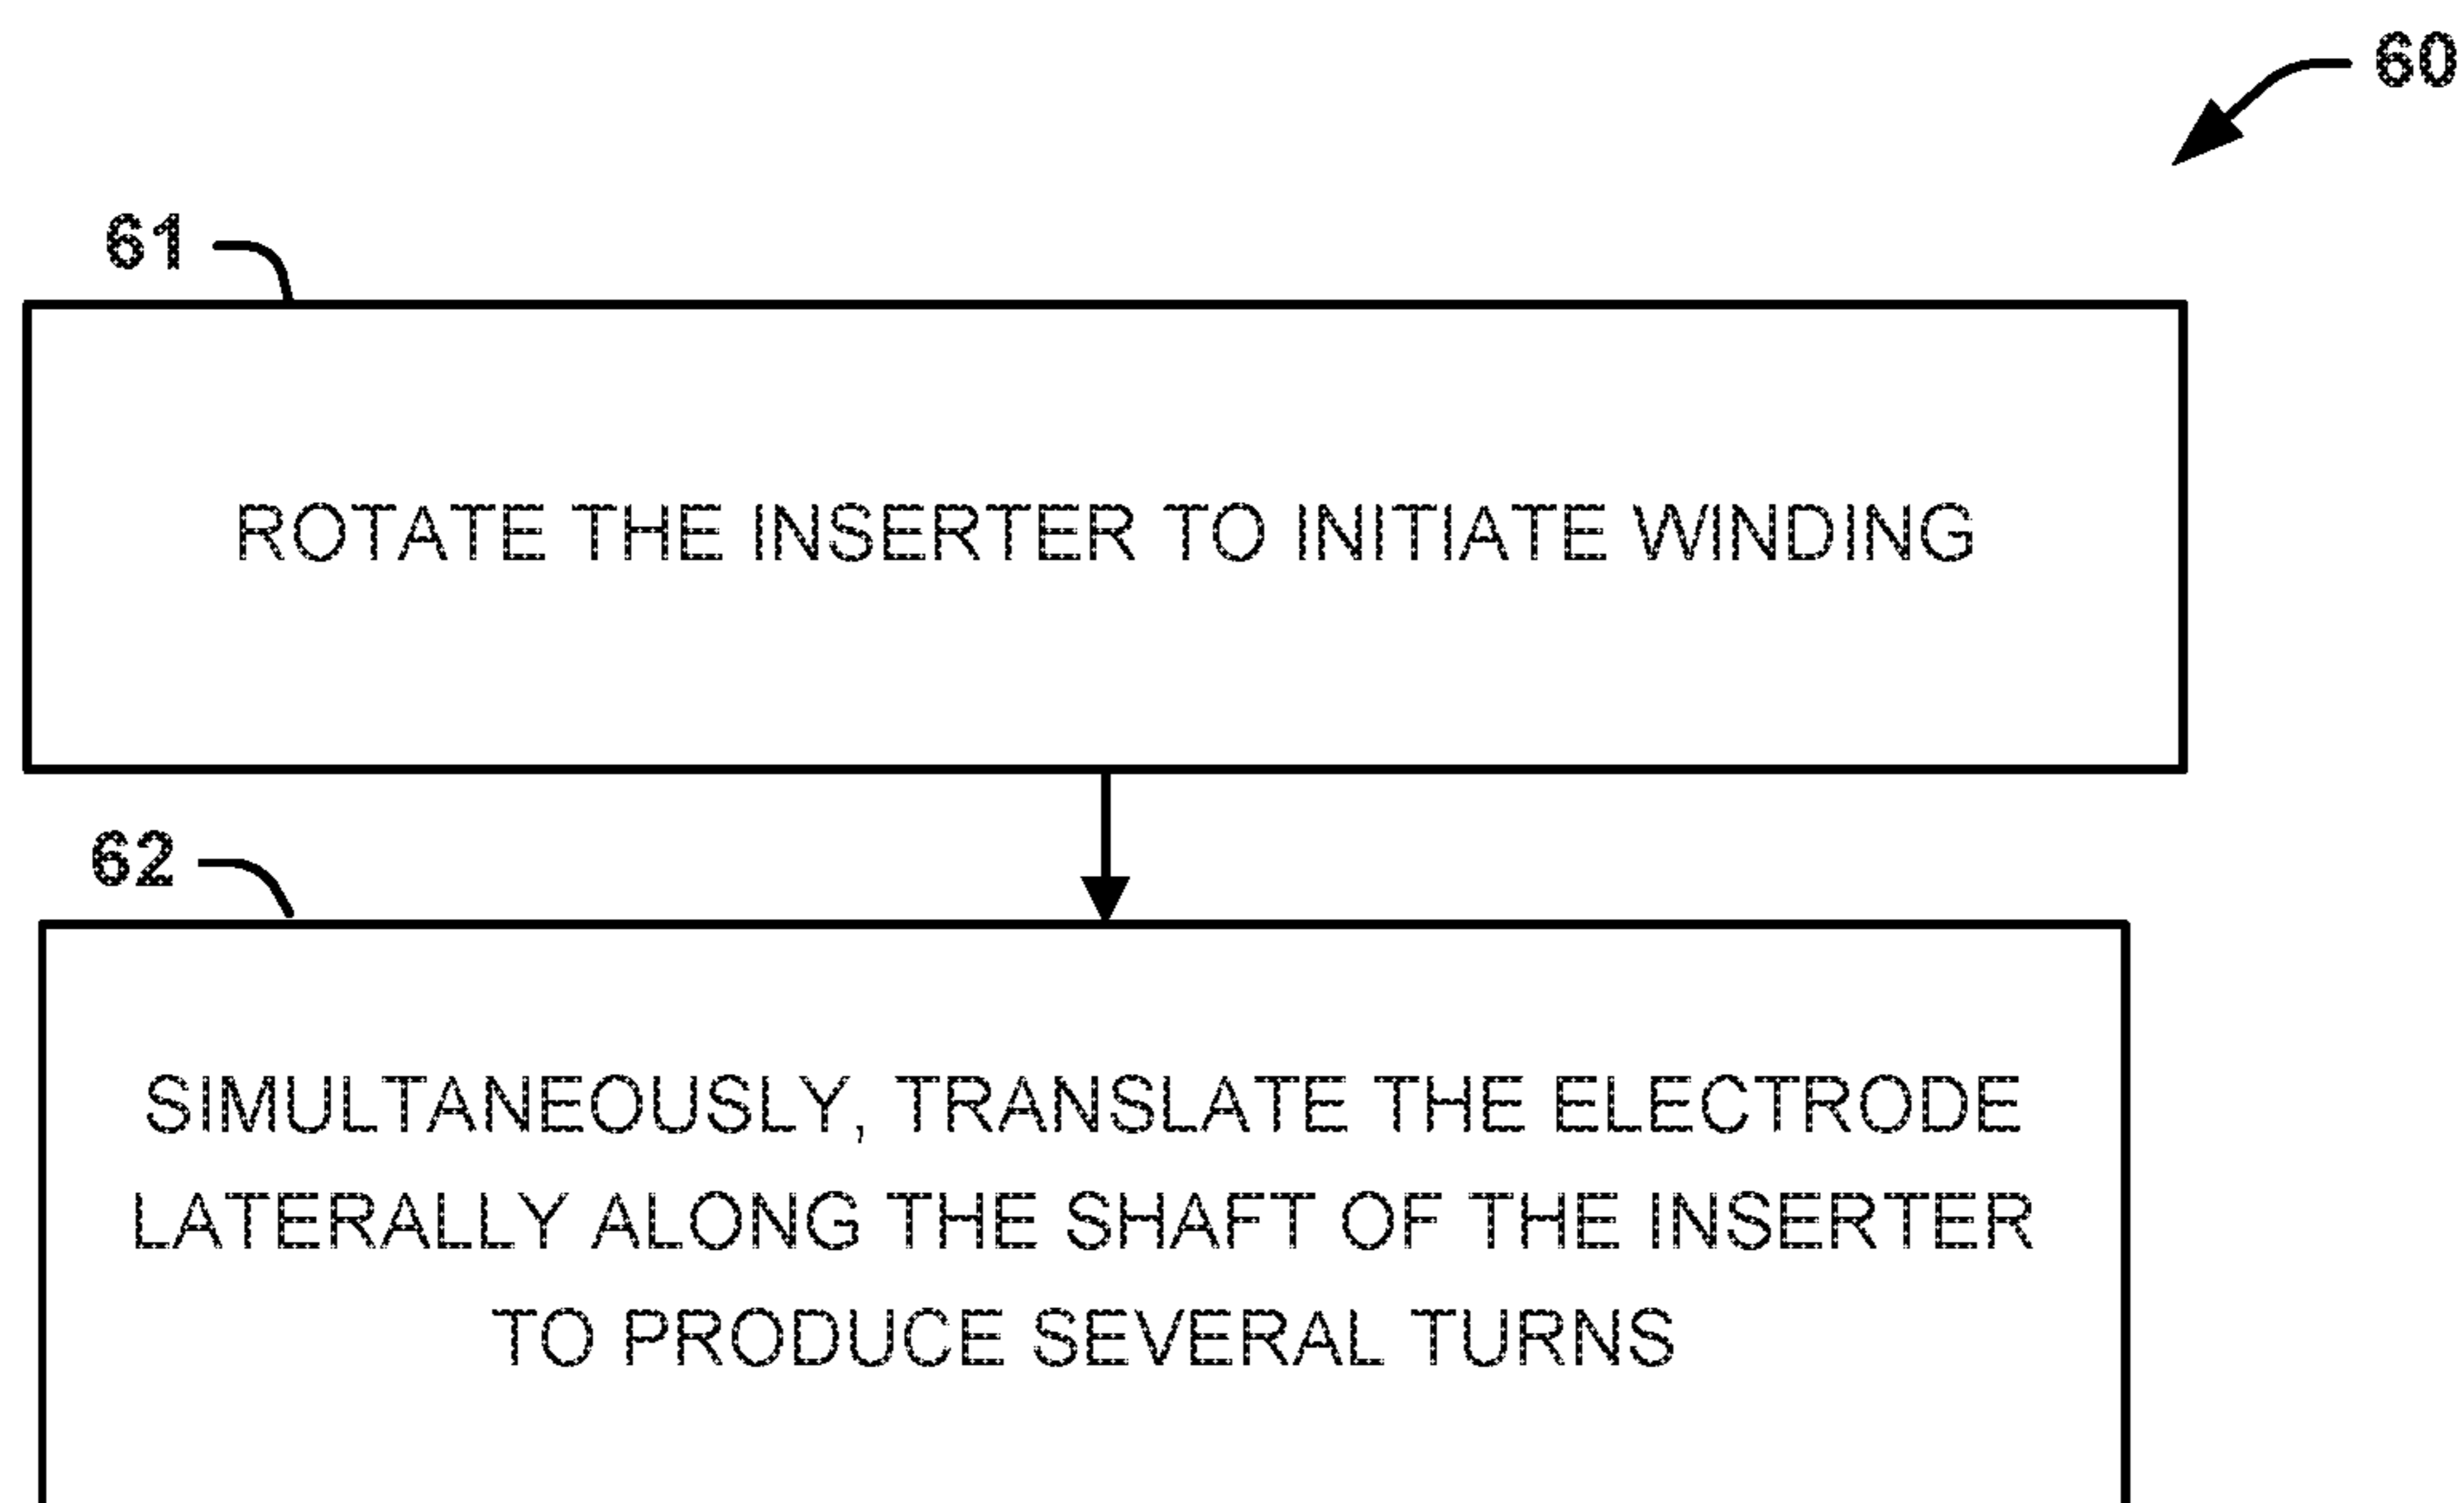 60
61
ROTATE THE INSERTER TO INITIATE WINDING
62
SIMULTANEOUSLY, TRANSLATE THE ELECTRODE
LATERALLY ALONG THE SHAFT OF THE INSERTER
TO PRODUCE SEVERAL TURNS